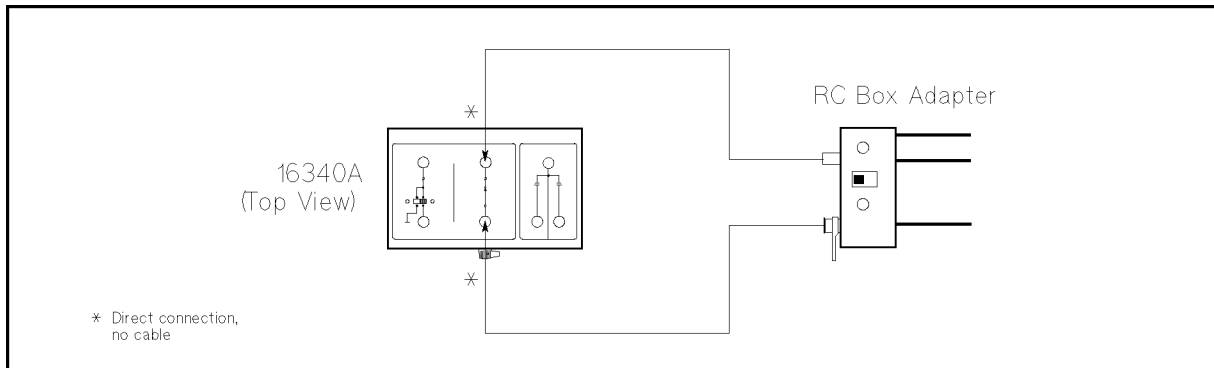 RC Box Adapter
*
16340A
(Top View)
*
* Direct connection,
no cable